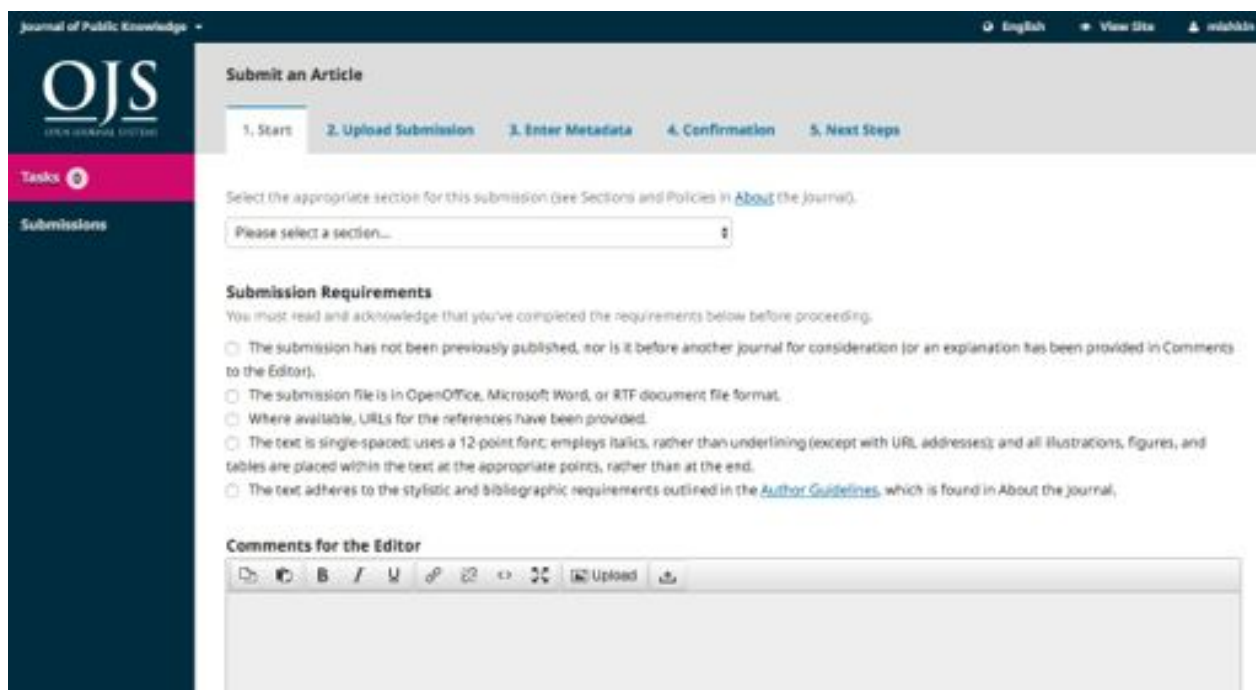 Journal of Public Knowledge
English
View Site
mishkin
OJS
OPEN JOURNAL SYSTEMS
Submit an Article
1. Start
2. Upload Submission
3. Enter Metadata
4. Confirmation
5. Next Steps
Tasks 0
Submissions
Select the appropriate section for this submission (see Sections and Policies in About the Journal).
Please select a section...
Submission Requirements
You must read and acknowledge that you've completed the requirements below before proceeding.
The submission has not been previously published, nor is it before another journal for consideration (or an explanation has been provided in Comments
to the Editor).
The submission file is in OpenOffice, Microsoft Word, or RTF document file format.
Where available, URLs for the references have been provided.
The text is single-spaced; uses a 12-point font; employs italics, rather than underlining (except with URL addresses); and all illustrations, figures, and
tables are placed within the text at the appropriate points, rather than at the end.
The text adheres to the stylistic and bibliographic requirements outlined in the Author Guidelines, which is found in About the Journal.
Comments for the Editor
B I U Upload